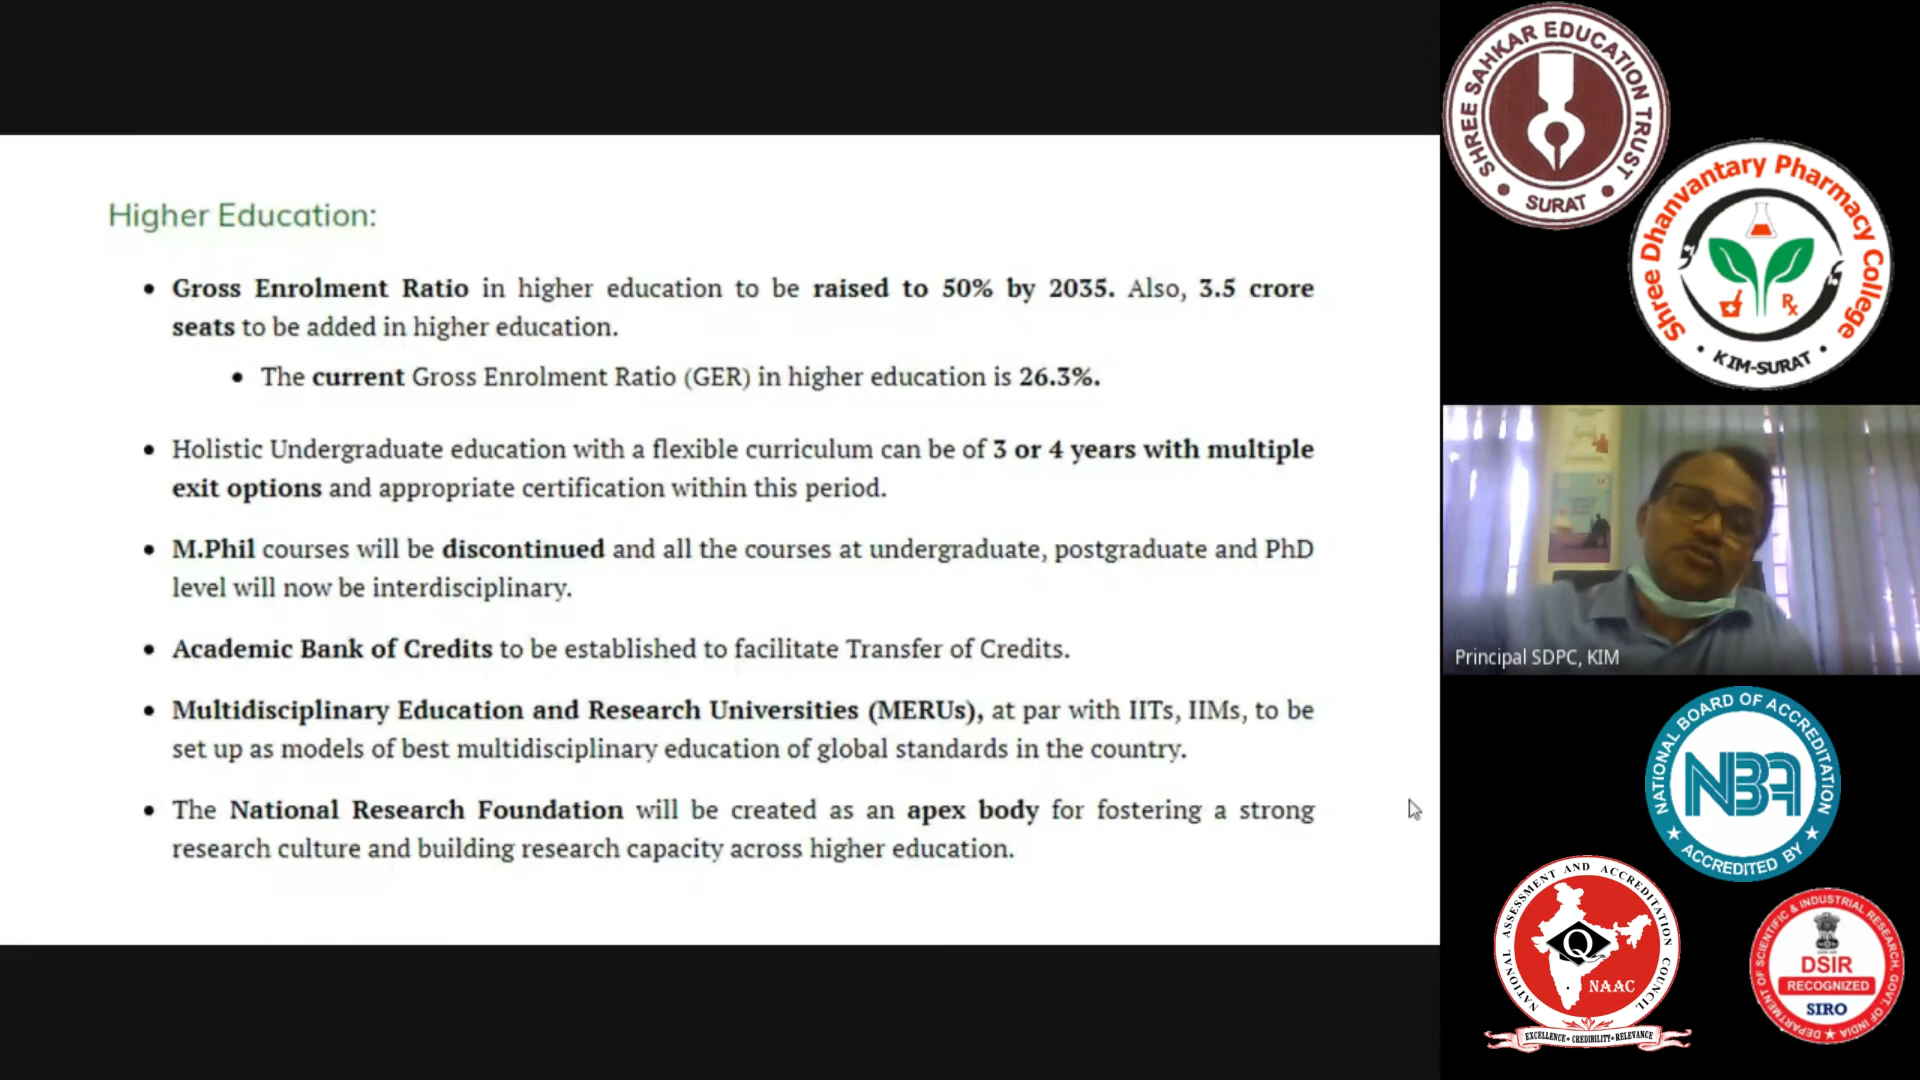 Higher Education:
• Gross Enrolment Ratio in higher education to be raised to 50% by 2035. Also, 3.5 crore
seats to be added in higher education.
• The current Gross Enrolment Ratio (GER) in higher education is 26.3%.
• Holistic Undergraduate education with a flexible curriculum can be of 3 or 4 years with multiple
exit options and appropriate certification within this period.
• M.Phil courses will be discontinued and all the courses at undergraduate, postgraduate and PhD
level will now be interdisciplinary.
• Academic Bank of Credits to be established to facilitate Transfer of Credits.
• Multidisciplinary Education and Research Universities (MERUs), at par with IITs, IIMs, to be
set up as models of best multidisciplinary education of global standards in the country.
• The National Research Foundation will be created as an apex body for fostering a strong
research culture and building research capacity across higher education.
SHREE SAHKAR EDUCATION TRUST
• SURAT •
Shree Dhanvantary Pharmacy College
Rx
• KIM-SURAT •
Principal SDPC, KIM
NATIONAL BOARD OF ACCREDITATION
NBA
★ ACCREDITED BY ★
NATIONAL ASSESSMENT AND ACCREDITATION COUNCIL
Q
NAAC
EXCELLENCE • CREDIBILITY • RELEVANCE
DEPARTMENT OF SCIENTIFIC & INDUSTRIAL RESEARCH, GOVT. OF INDIA ★
DSIR
RECOGNIZED
SIRO